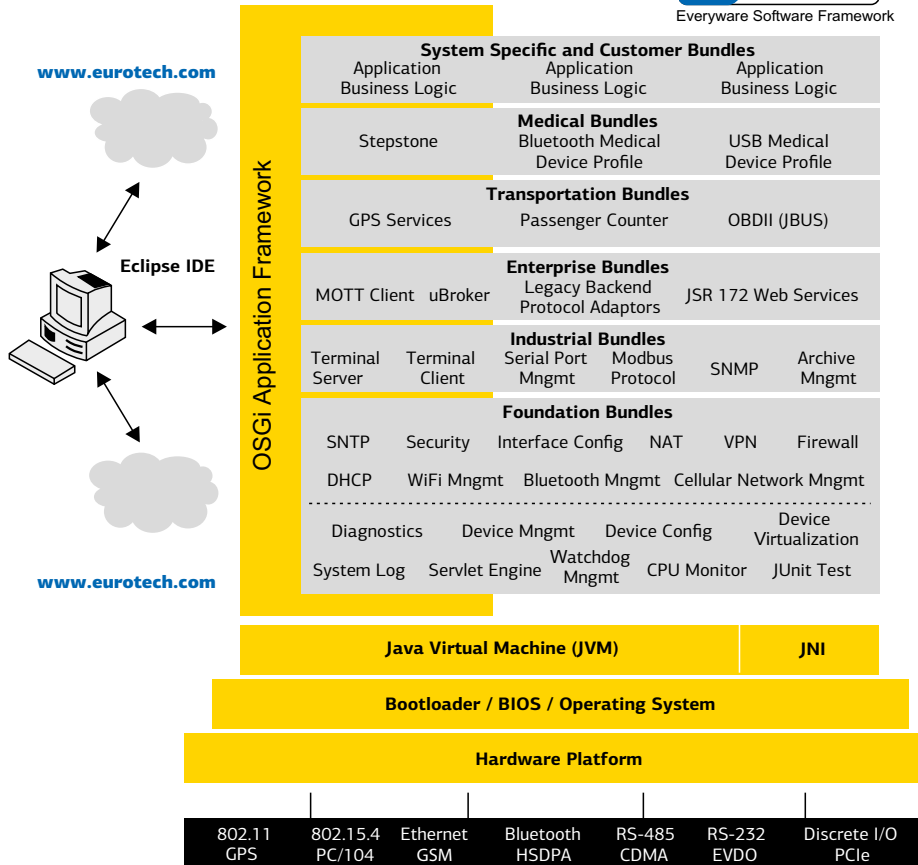 Everyware Software Framework
www.eurotech.com
Eclipse IDE
www.eurotech.com
OSGi Application Framework
System Specific and Customer Bundles
Application Business Logic
Application Business Logic
Application Business Logic
Medical Bundles
Stepstone
Bluetooth Medical Device Profile
USB Medical Device Profile
Transportation Bundles
GPS Services
Passenger Counter
OBDII (JBUS)
Enterprise Bundles
MOTT Client
uBroker
Legacy Backend Protocol Adaptors
JSR 172 Web Services
Industrial Bundles
Terminal Server
Terminal Client
Serial Port Mngmt
Modbus Protocol
SNMP
Archive Mngmt
Foundation Bundles
SNTP
Security
Interface Config
NAT
VPN
Firewall
DHCP
WiFi Mngmt
Bluetooth Mngmt
Cellular Network Mngmt
Diagnostics
Device Mngmt
Device Config
Device Virtualization
System Log
Servlet Engine
Watchdog Mngmt
CPU Monitor
JUnit Test
Java Virtual Machine (JVM)
JNI
Bootloader / BIOS / Operating System
Hardware Platform
802.11 GPS
802.15.4 PC/104
Ethernet GSM
Bluetooth HSDPA
RS-485 CDMA
RS-232 EVDO
Discrete I/O PCIe